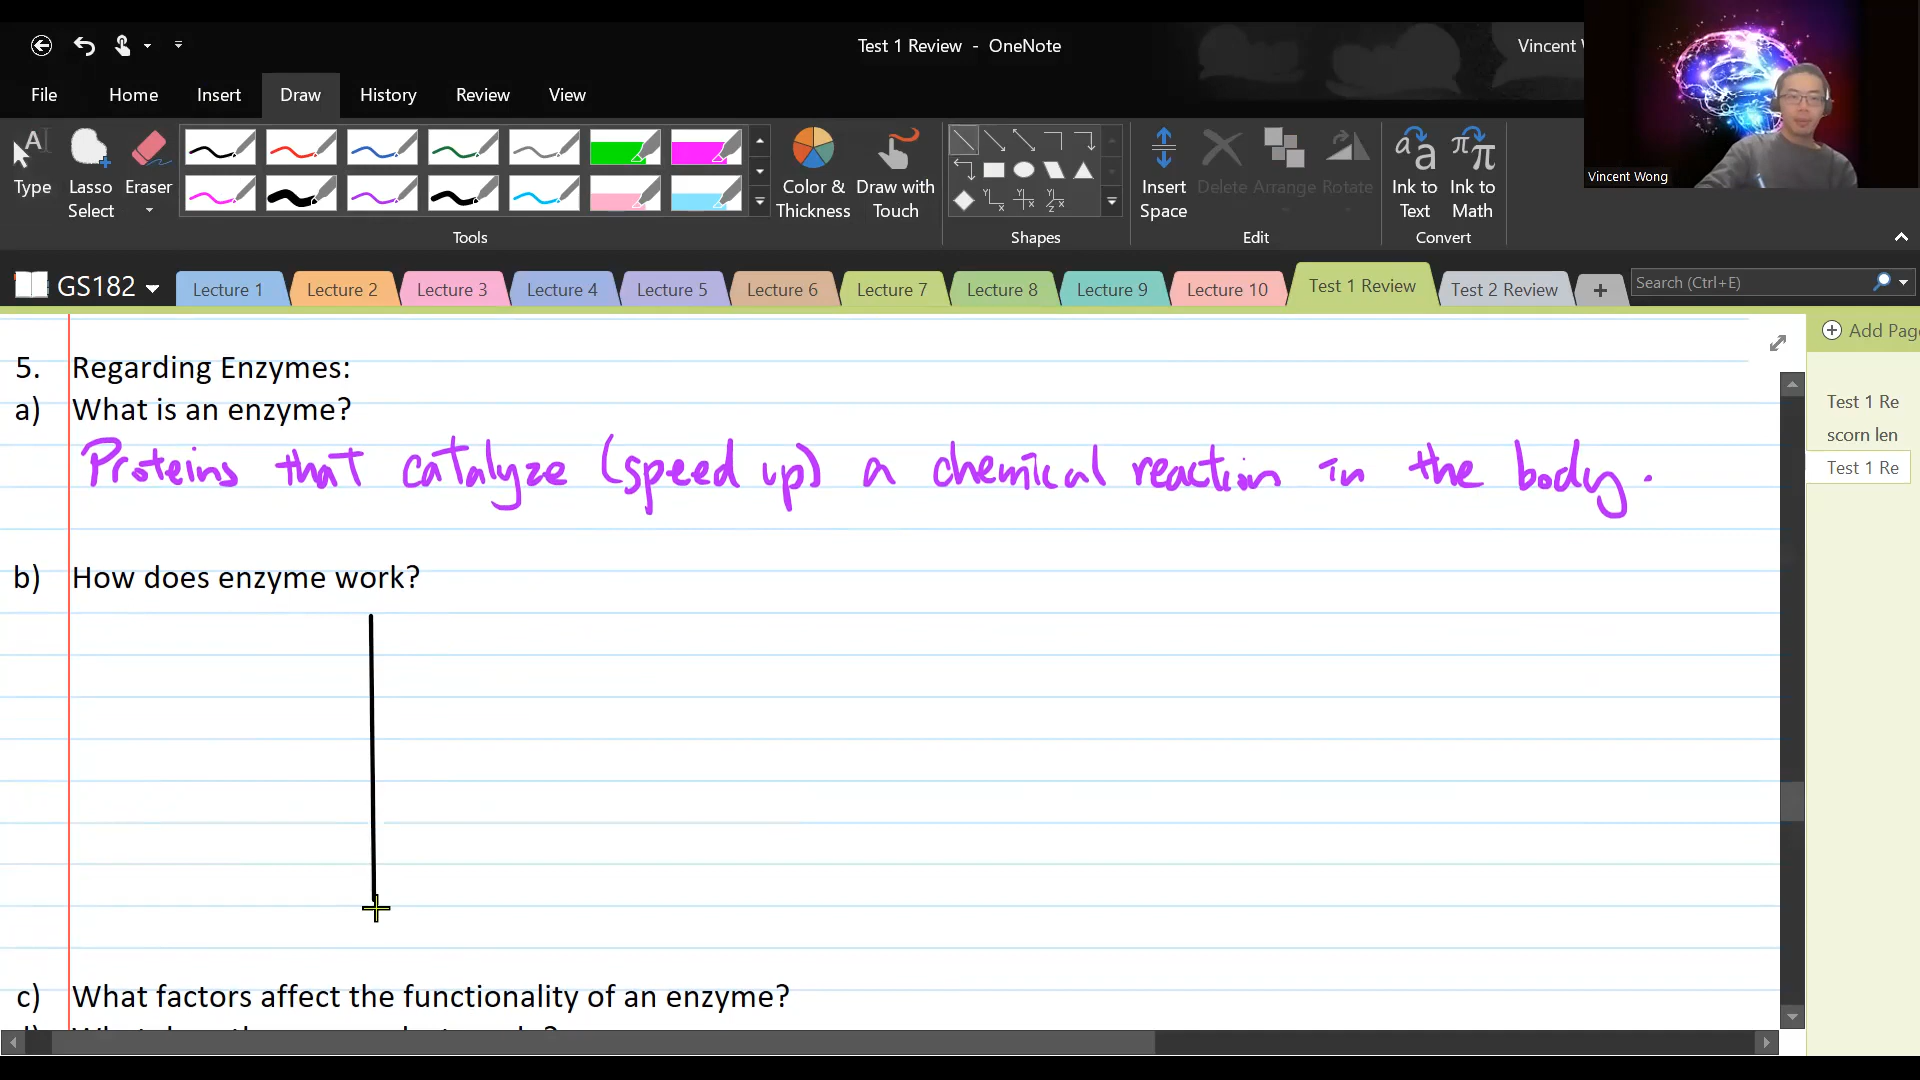 Test 1 Review - OneNote
Vincent W
File Home Insert Draw History Review View
Type
Lasso Select
Eraser
Color & Thickness
Draw with Touch
Insert Space
Delete
Arrange
Rotate
Ink to Text
Ink to Math
Tools
Shapes
Edit
Convert
Vincent Wong
GS182
Lecture 1 Lecture 2 Lecture 3 Lecture 4 Lecture 5 Lecture 6 Lecture 7 Lecture 8 Lecture 9 Lecture 10 Test 1 Review Test 2 Review
Search (Ctrl+E)
Add Pag
Test 1 Re
scorn len
Test 1 Re
5. Regarding Enzymes:
a) What is an enzyme?
Proteins that catalyze (speed up) a chemical reaction in the body.
b) How does enzyme work?
c) What factors affect the functionality of an enzyme?